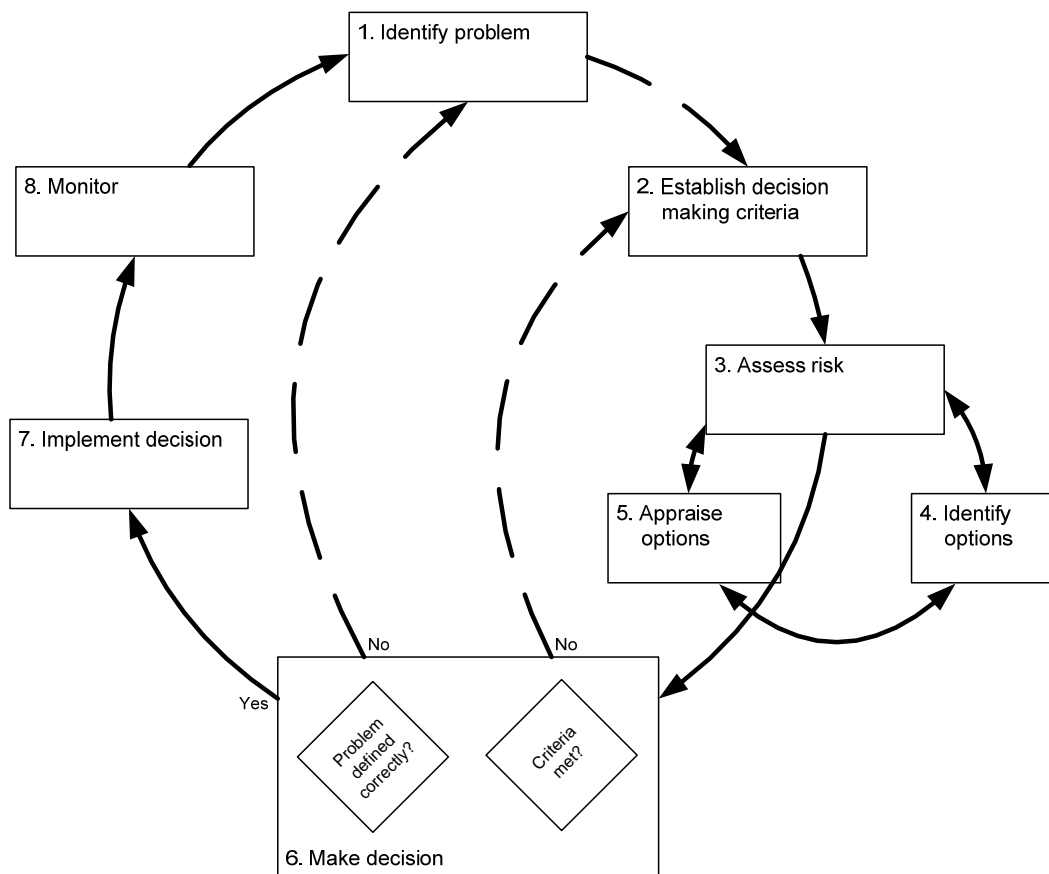 1. Identify problem
2. Establish decision
making criteria
3. Assess risk
4. Identify
options
5. Appraise
options
No
No
Yes
Problem
defined
correctly?
Criteria
met?
6. Make decision
7. Implement decision
8. Monitor